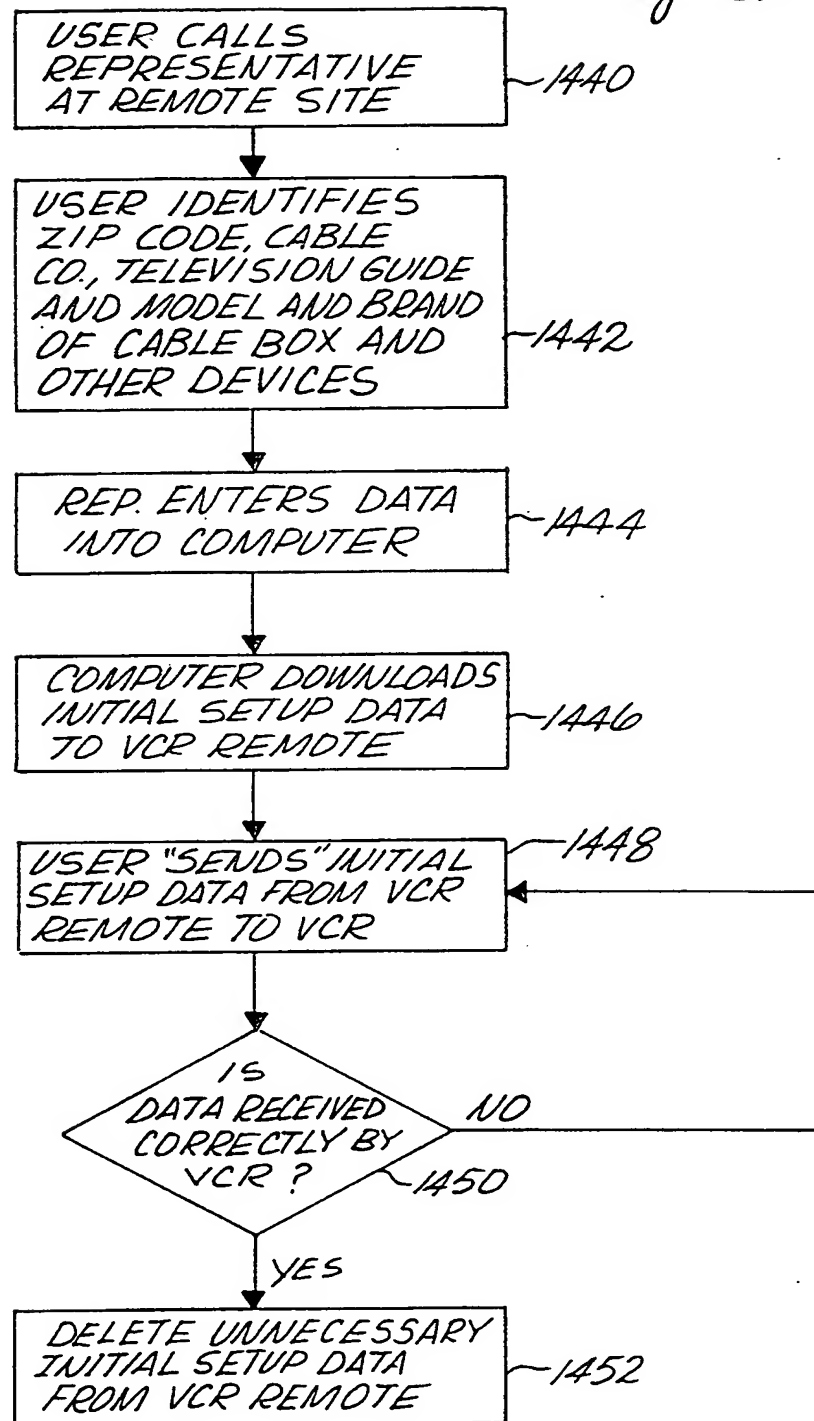 USER CALLS
REPRESENTATIVE
AT REMOTE SITE
1440
USER IDENTIFIES
ZIP CODE, CABLE
CO., TELEVISION GUIDE
AND MODEL AND BRAND
OF CABLE BOX AND
OTHER DEVICES
1442
REP. ENTERS DATA
INTO COMPUTER
1444
COMPUTER DOWNLOADS
INITIAL SETUP DATA
TO VCR REMOTE
1446
USER "SENDS" INITIAL
SETUP DATA FROM VCR
REMOTE TO VCR
1448
IS
DATA RECEIVED
CORRECTLY BY
VCR ?
1450
NO
YES
DELETE UNNECESSARY
INITIAL SETUP DATA
FROM VCR REMOTE
1452